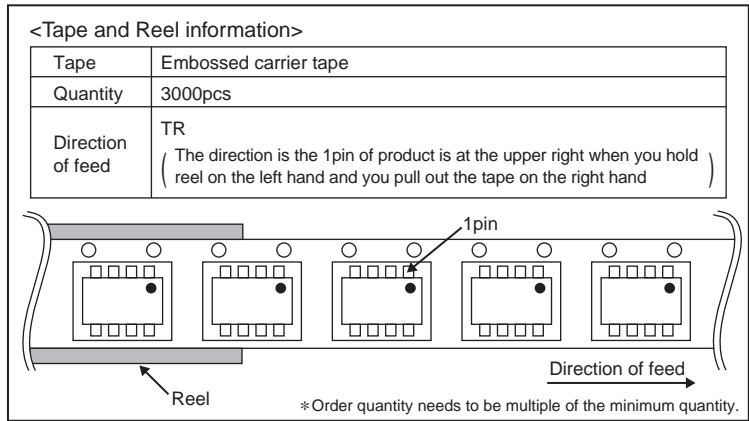 <Tape and Reel information>
Tape Embossed carrier tape
Quantity 3000pcs
Direction of feed TR
( The direction is the 1pin of product is at the upper right when you hold
reel on the left hand and you pull out the tape on the right hand )
1pin
Direction of feed
Reel
*Order quantity needs to be multiple of the minimum quantity.